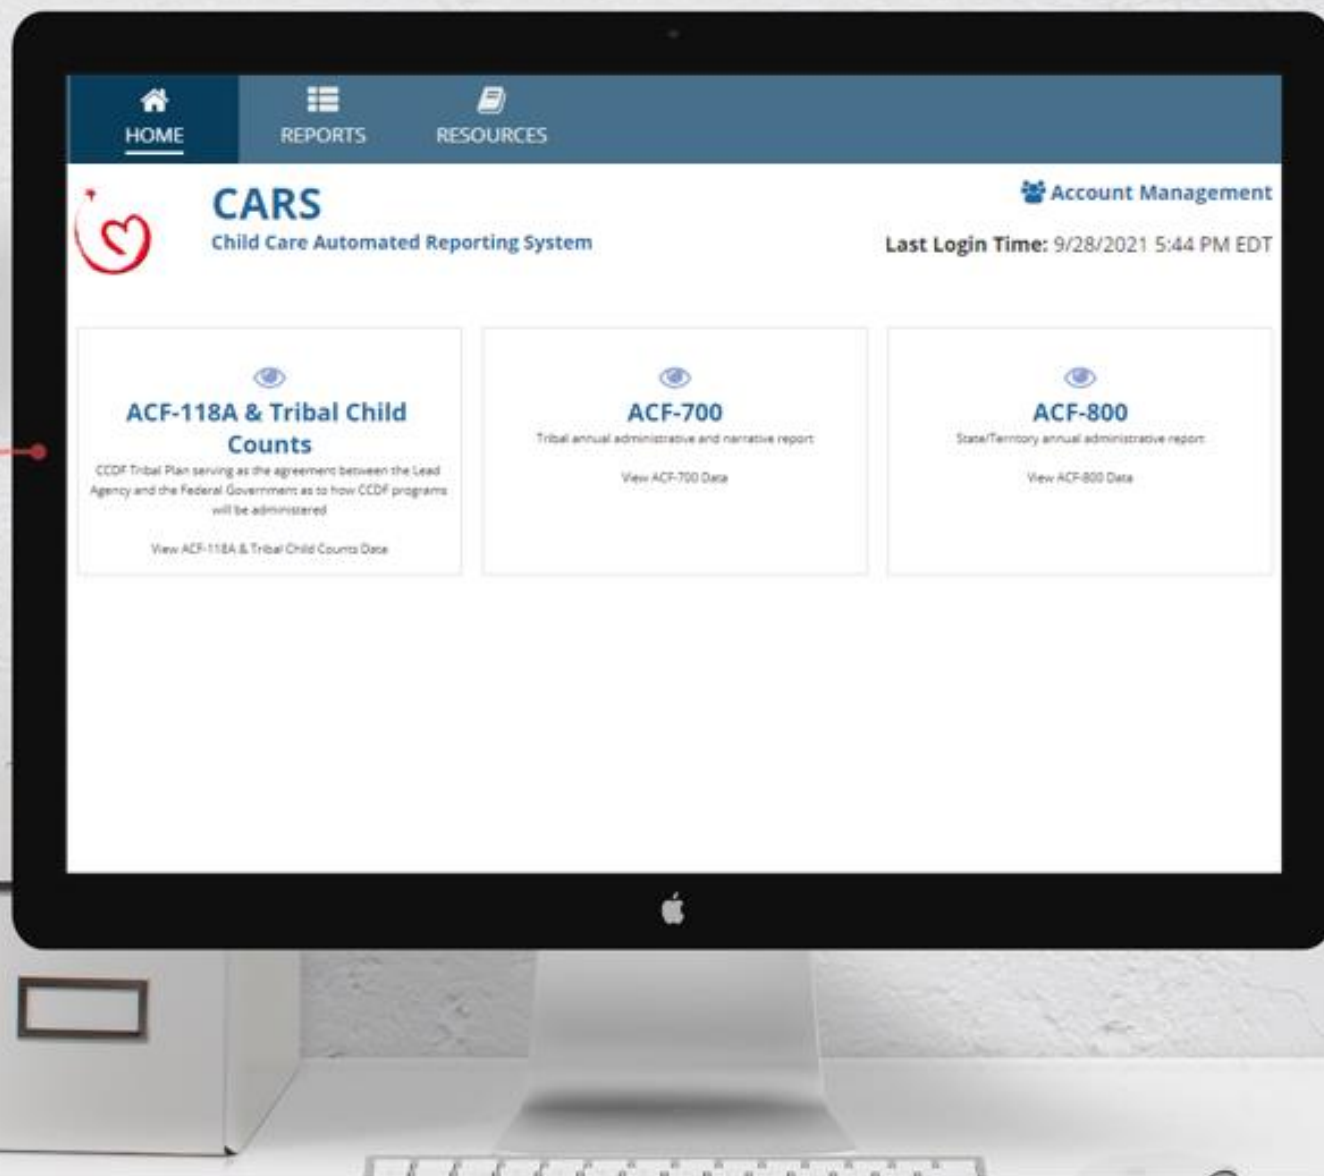 HOME
REPORTS
RESOURCES
CARS
Child Care Automated Reporting System
Account Management
Last Login Time: 9/28/2021 5:44 PM EDT
ACF-118A & Tribal Child
Counts
CCDF Tribal Plan serving as the agreement between the Lead
Agency and the Federal Government as to how CCDF programs
will be administered
View ACF-118A & Tribal Child Counts Data
ACF-700
Tribal annual administrative and narrative report
View ACF-700 Data
ACF-800
State/Territory annual administrative report
View ACF-800 Data